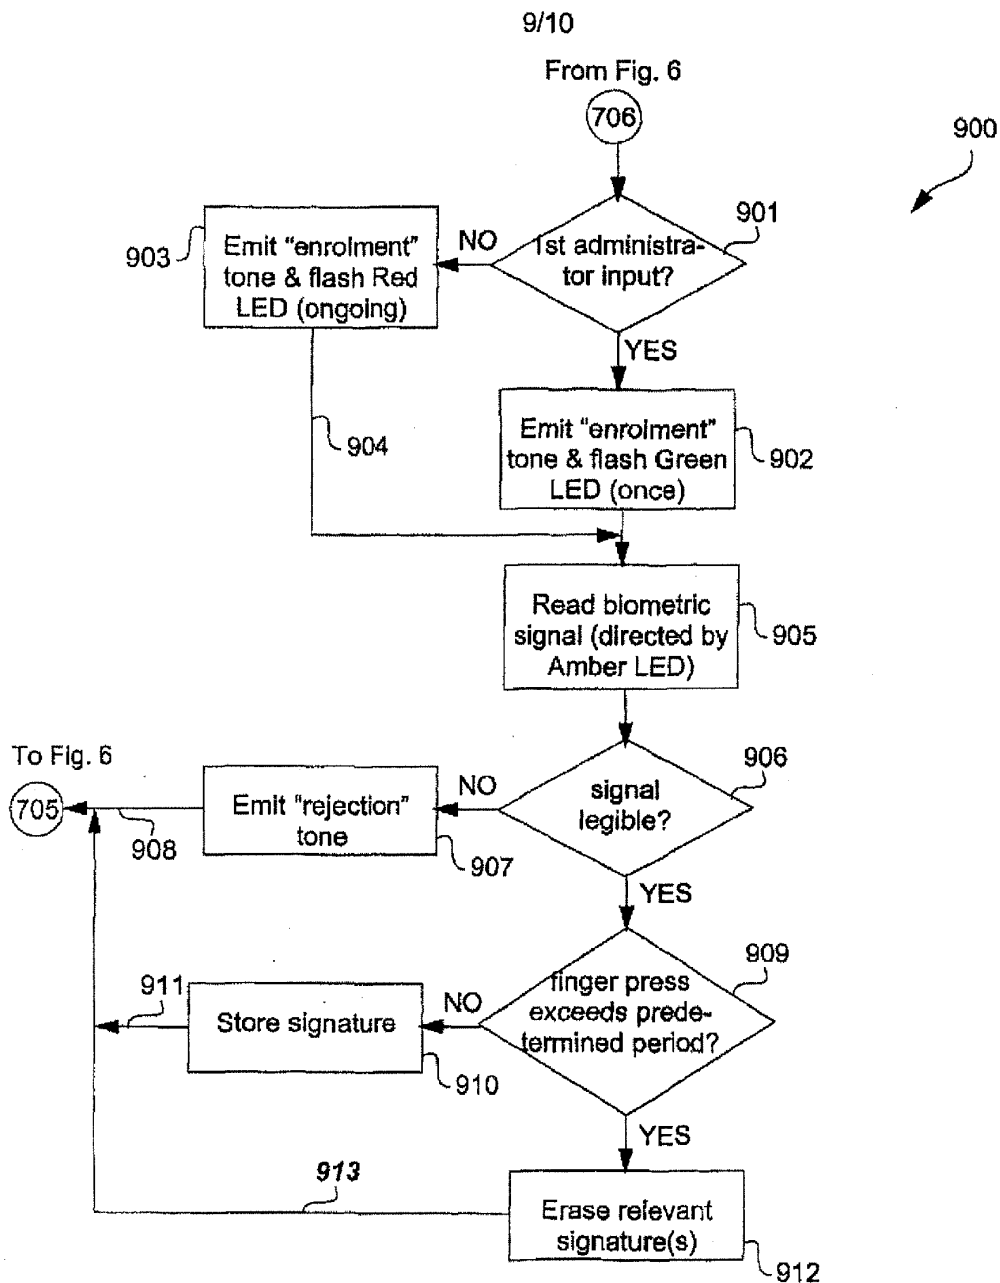 9/10
From Fig. 6
706
900
901
1st administra-
tor input?
NO
903
Emit "enrolment"
tone & flash Red
LED (ongoing)
YES
904
Emit "enrolment"
tone & flash Green
LED (once)
902
Read biometric
signal (directed by
Amber LED)
905
To Fig. 6
705
908
Emit "rejection"
tone
907
NO
signal
legible?
906
YES
909
finger press
exceeds prede-
termined period?
NO
911
Store signature
910
YES
913
Erase relevant
signature(s)
912